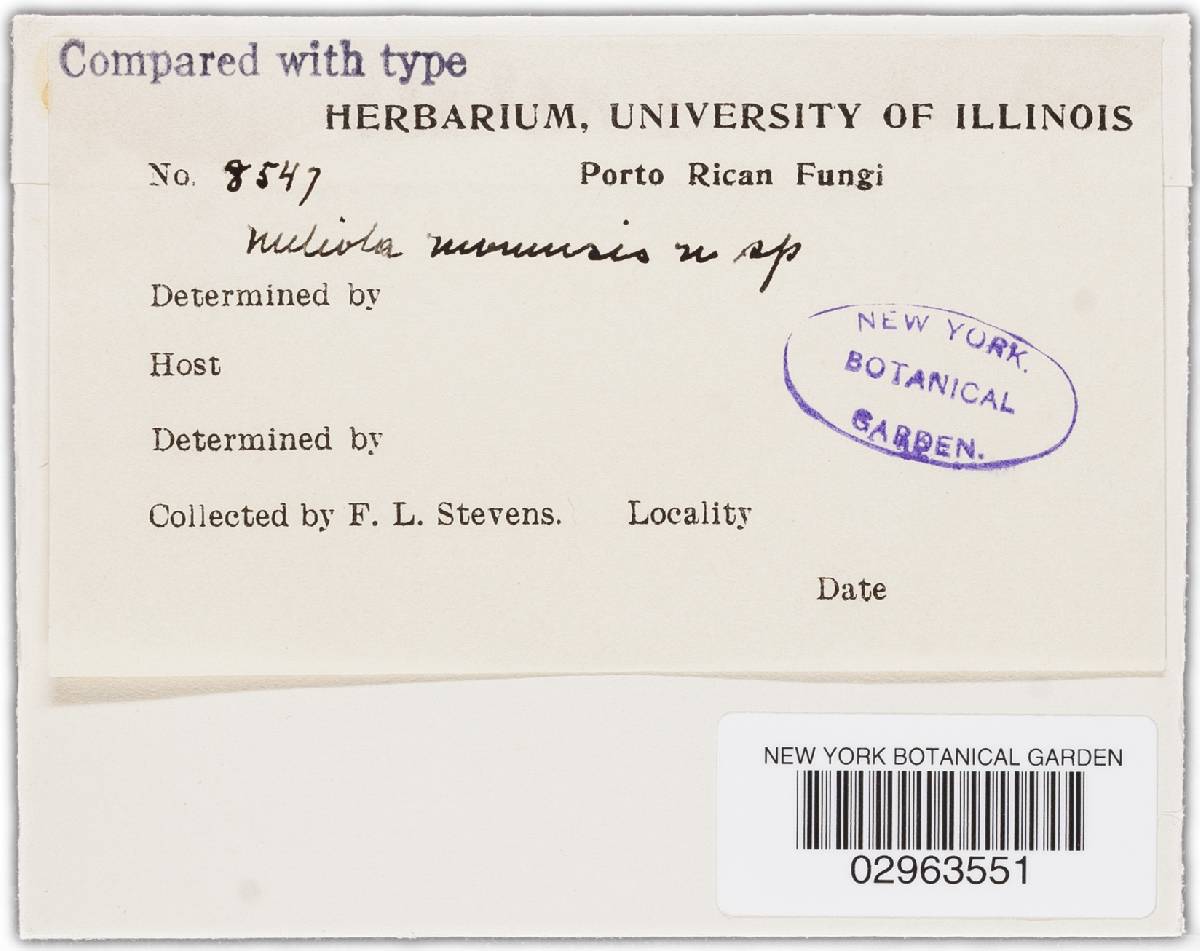 Compared with type
HERBARIUM, UNIVERSITY OF ILLINOIS
No. 8547 Porto Rican Fungi
Meliola monensis n sp
Determined by
Host
Determined by
Collected by F. L. Stevens. Locality
Date
NEW YORK.
BOTANICAL
GARDEN.
NEW YORK BOTANICAL GARDEN
02963551